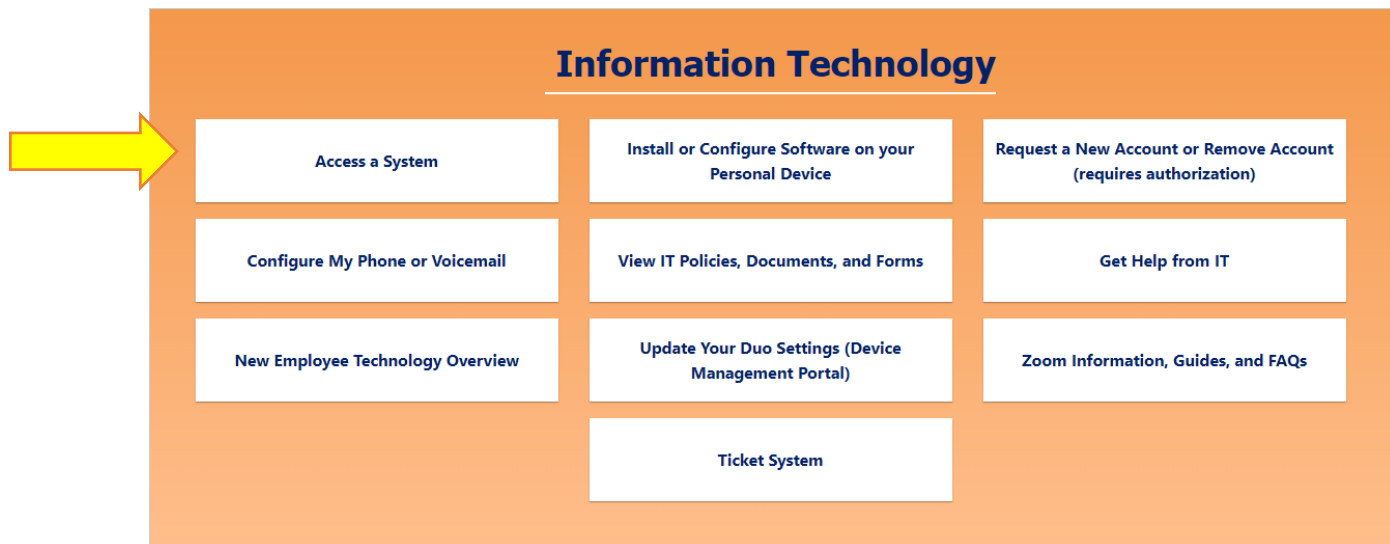 Information Technology
Access a System
Install or Configure Software on your
Personal Device
Request a New Account or Remove Account
(requires authorization)
Configure My Phone or Voicemail
View IT Policies, Documents, and Forms
Get Help from IT
New Employee Technology Overview
Update Your Duo Settings (Device
Management Portal)
Zoom Information, Guides, and FAQs
Ticket System